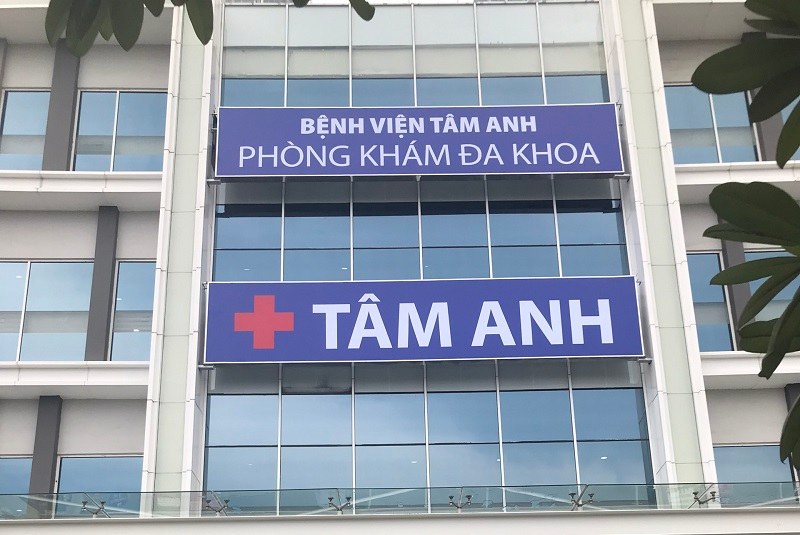 BỆNH VIỆN TÂM ANH
PHÒNG KHÁM ĐA KHOA
TÂM ANH